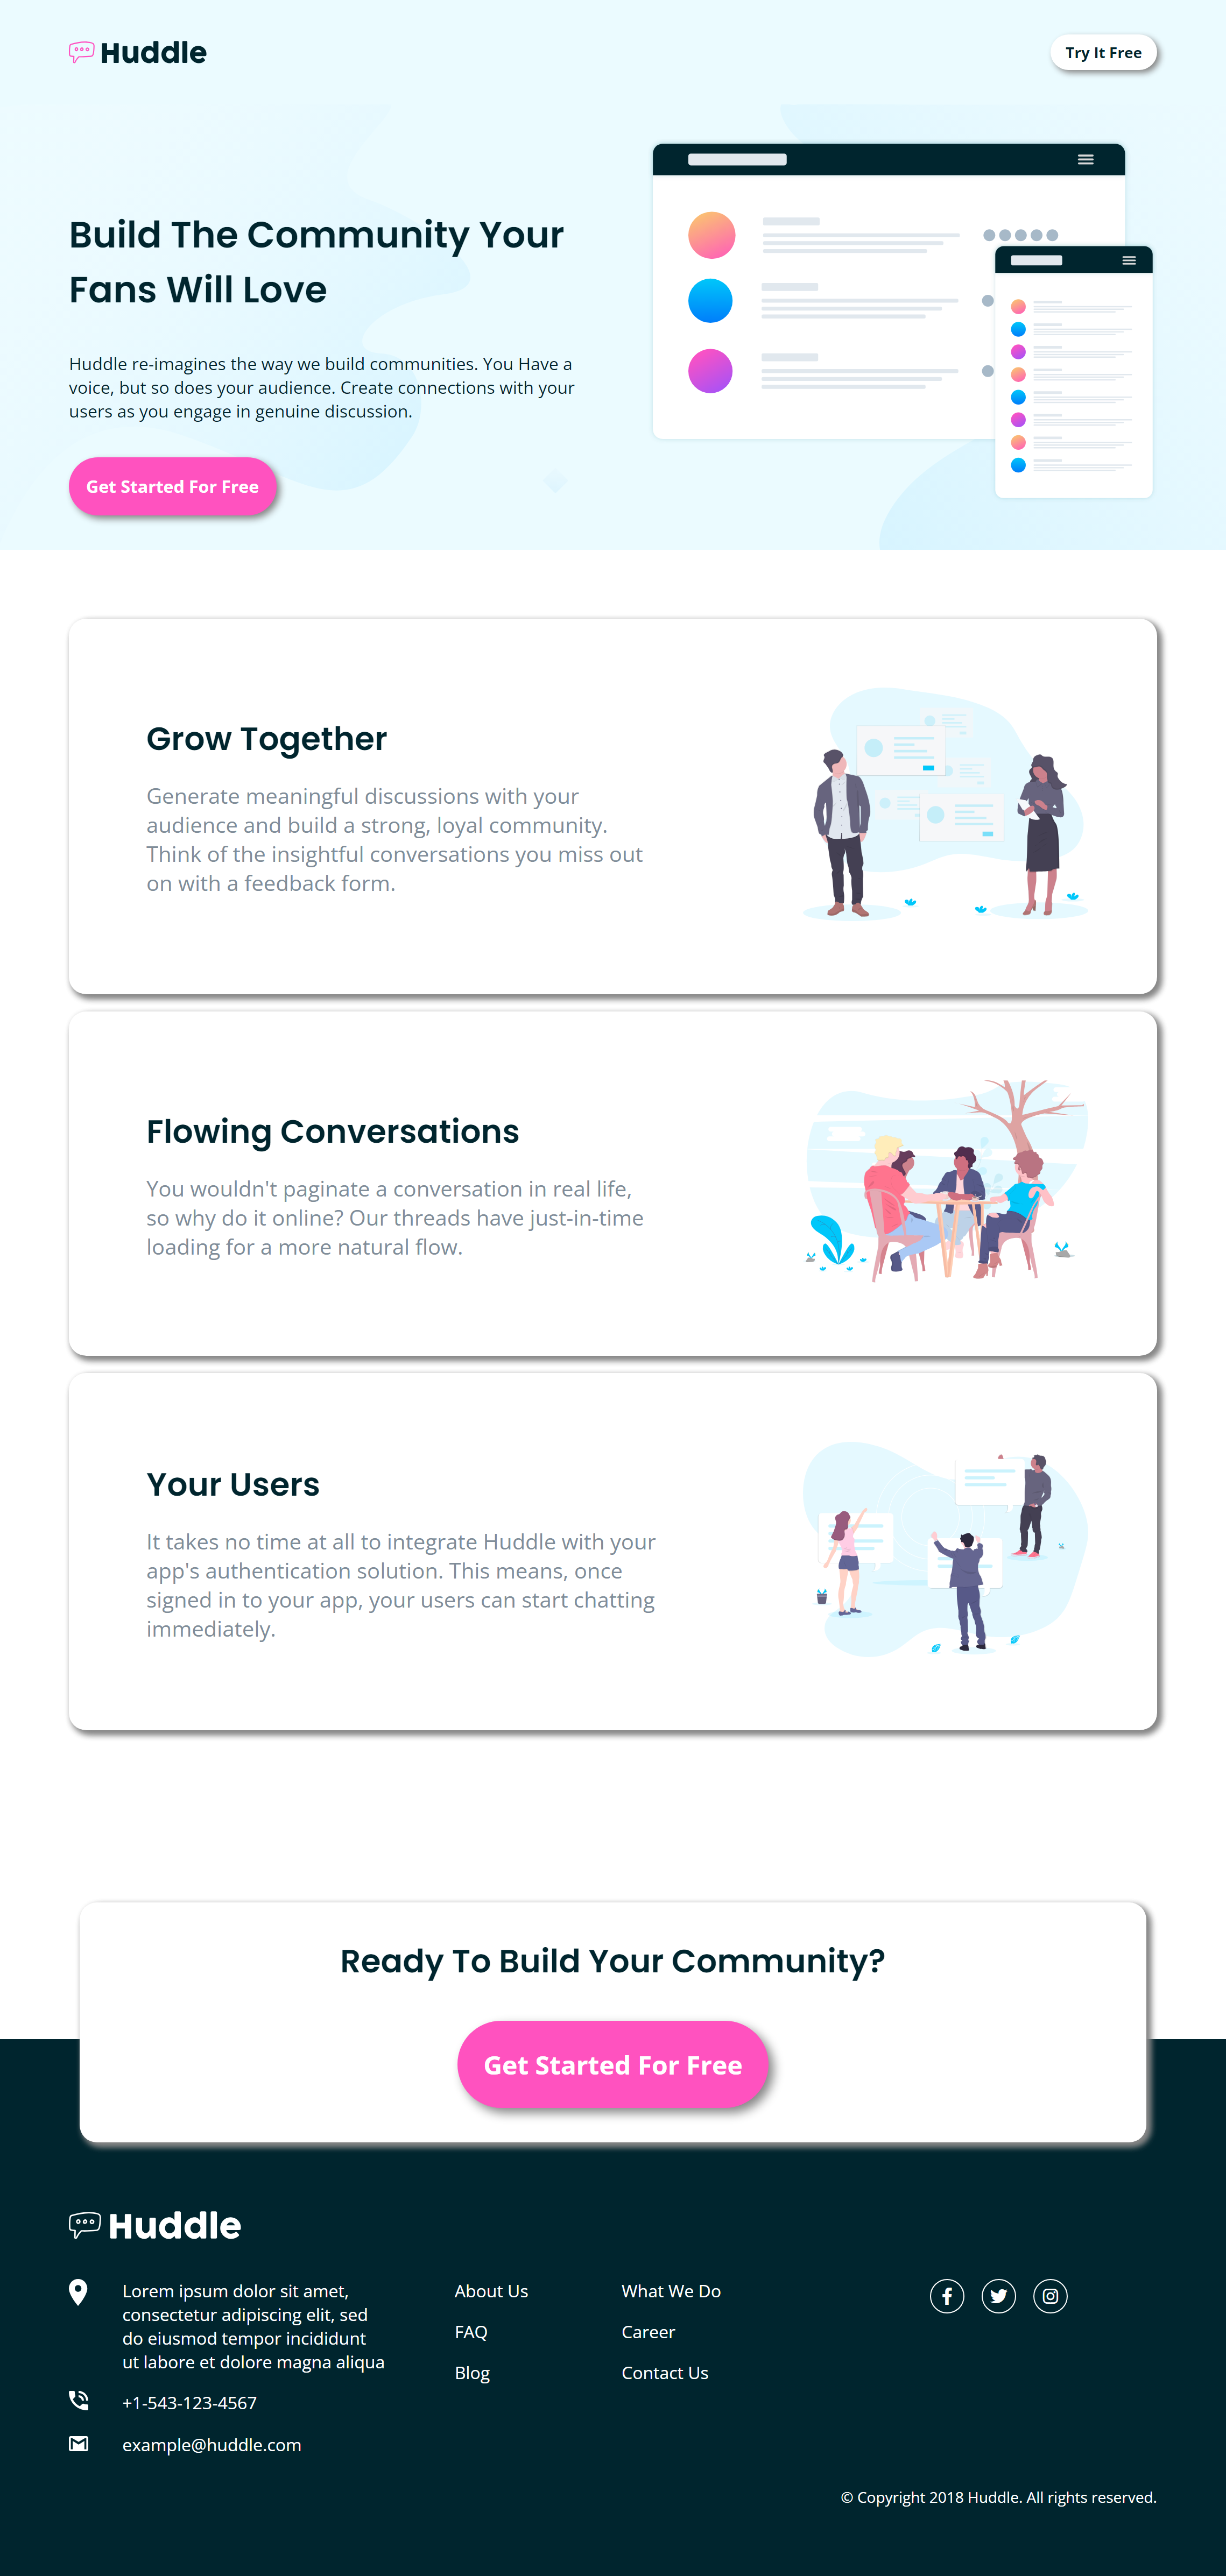 Huddle
Try It Free
Build The Community Your
Fans Will Love
Huddle re-imagines the way we build communities. You Have a
voice, but so does your audience. Create connections with your
users as you engage in genuine discussion.
Get Started For Free
Grow Together
Generate meaningful discussions with your
audience and build a strong, loyal community.
Think of the insightful conversations you miss out
on with a feedback form.
Flowing Conversations
You wouldn't paginate a conversation in real life,
so why do it online? Our threads have just-in-time
loading for a more natural flow.
Your Users
It takes no time at all to integrate Huddle with your
app's authentication solution. This means, once
signed in to your app, your users can start chatting
immediately.
Ready To Build Your Community?
Get Started For Free
Huddle
Lorem ipsum dolor sit amet,
consectetur adipiscing elit, sed
do eiusmod tempor incididunt
ut labore et dolore magna aliqua
+1-543-123-4567
example@huddle.com
About Us
FAQ
Blog
What We Do
Career
Contact Us
© Copyright 2018 Huddle. All rights reserved.